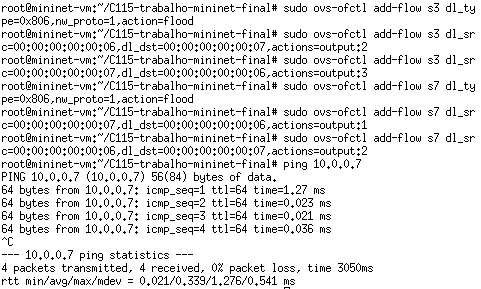 root@mininet-vm:~/C115-trabalho-mininet-final# sudo ovs-ofctl add-flow s3 dl_ty
pe=0x806,nw_proto=1,action=flood
root@mininet-vm:~/C115-trabalho-mininet-final# sudo ovs-ofctl add-flow s3 dl_sr
c=00:00:00:00:00:06,dl_dst=00:00:00:00:00:07,actions=output:2
root@mininet-vm:~/C115-trabalho-mininet-final# sudo ovs-ofctl add-flow s3 dl_sr
c=00:00:00:00:00:07,dl_dst=00:00:00:00:00:06,actions=output:3
root@mininet-vm:~/C115-trabalho-mininet-final# sudo ovs-ofctl add-flow s7 dl_ty
pe=0x806,nw_proto=1,action=flood
root@mininet-vm:~/C115-trabalho-mininet-final# sudo ovs-ofctl add-flow s7 dl_sr
c=00:00:00:00:00:07,dl_dst=00:00:00:00:00:06,actions=output:1
root@mininet-vm:~/C115-trabalho-mininet-final# sudo ovs-ofctl add-flow s7 dl_sr
c=00:00:00:00:00:06,dl_dst=00:00:00:00:00:07,actions=output:2
root@mininet-vm:~/C115-trabalho-mininet-final# ping 10.0.0.7
PING 10.0.0.7 (10.0.0.7) 56(84) bytes of data.
64 bytes from 10.0.0.7: icmp_seq=1 ttl=64 time=1.27 ms
64 bytes from 10.0.0.7: icmp_seq=2 ttl=64 time=0.023 ms
64 bytes from 10.0.0.7: icmp_seq=3 ttl=64 time=0.021 ms
64 bytes from 10.0.0.7: icmp_seq=4 ttl=64 time=0.036 ms
^C
--- 10.0.0.7 ping statistics ---
4 packets transmitted, 4 received, 0% packet loss, time 3050ms
rtt min/avg/max/mdev = 0.021/0.339/1.276/0.541 ms